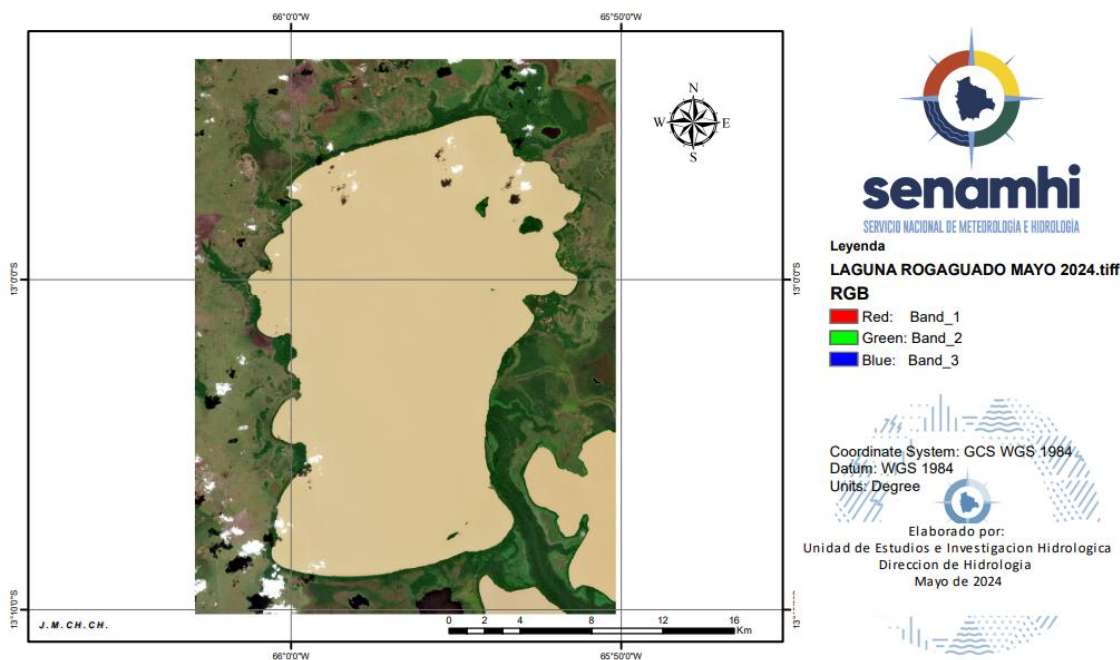 66°0'0"W
65°50'0"W
N
W
E
S
senamhi
SERVICIO NACIONAL DE METEOROLOGÍA E HIDROLOGÍA
Leyenda
LAGUNA ROGAGUADO MAYO 2024.tiff
RGB
Red: Band_1
Green: Band_2
Blue: Band_3
13°0'0"S
13°0'0"S
Coordinate System: GCS WGS 1984
Datum: WGS 1984
Units: Degree
Elaborado por:
Unidad de Estudios e Investigacion Hidrologica
Direccion de Hidrologia
Mayo de 2024
13°10'0"S
J.M.CH.CH.
0 2 4 8 12 16
Km
66°0'0"W
65°50'0"W